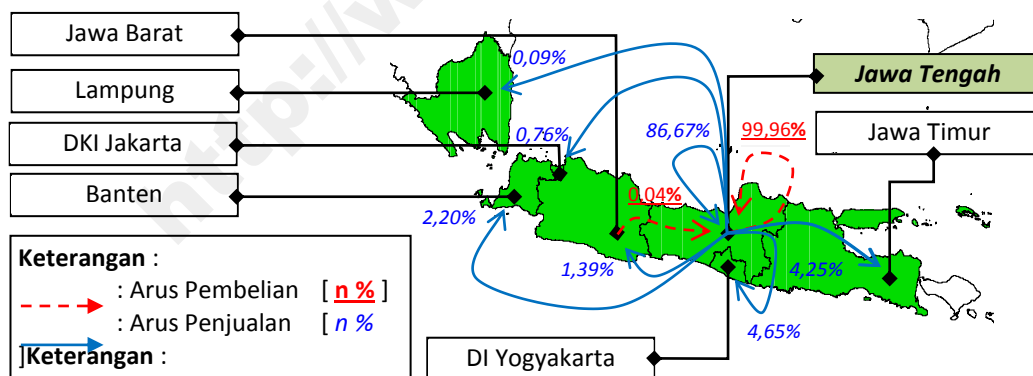 Jawa Barat
Lampung
DKI Jakarta
Banten
Jawa Tengah
Jawa Timur
DI Yogyakarta
0,09%
0,76%
86,67%
99,96%
0,04%
2,20%
1,39%
4,25%
4,65%
Keterangan :
: Arus Pembelian [ n % ]
: Arus Penjualan [ n %
]Keterangan :
http://w